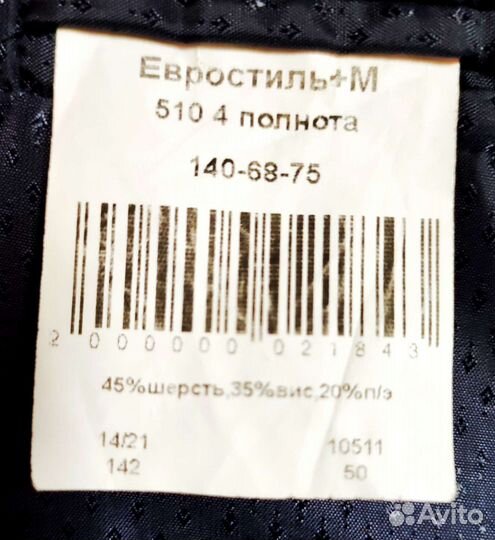 Евростиль+М
510 4 полнота
140-68-75
2 000000 021843
45%шерсть,35%вис,20%п/э
14/21 10511
142 50
Avito